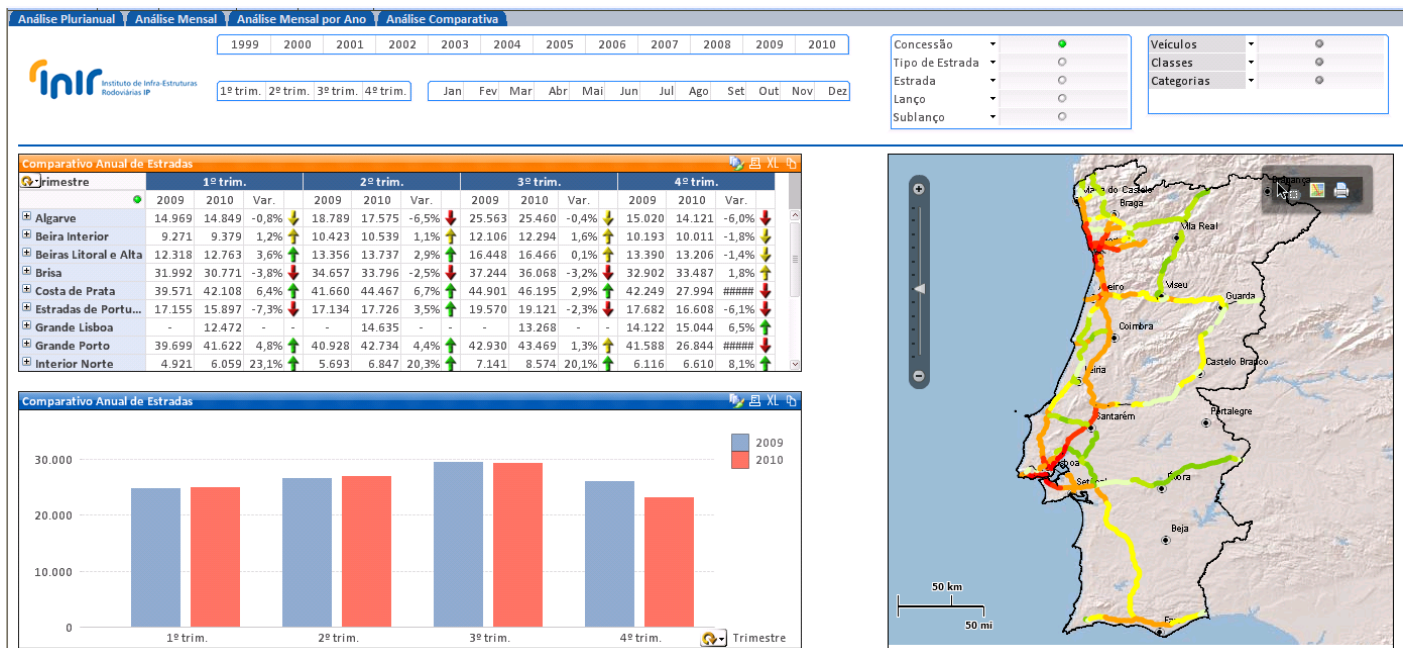 Análise Plurianual Análise Mensal Análise Mensal por Ano Análise Comparativa
1999 2000 2001 2002 2003 2004 2005 2006 2007 2008 2009 2010
inir Instituto de Infra-Estruturas
Rodoviárias IP
1º trim. 2º trim. 3º trim. 4º trim.
Jan Fev Mar Abr Mai Jun Jul Ago Set Out Nov Dez
Concessão
Tipo de Estrada
Estrada
Lanço
Sublanço
Veículos
Classes
Categorias
Comparativo Anual de Estradas XL
rimestre 1º trim. 2º trim. 3º trim. 4º trim.
2009 2010 Var. 2009 2010 Var. 2009 2010 Var. 2009 2010 Var.
Algarve 14.969 14.849 -0,8% 18.789 17.575 -6,5% 25.563 25.460 -0,4% 15.020 14.121 -6,0%
Beira Interior 9.271 9.379 1,2% 10.423 10.539 1,1% 12.106 12.294 1,6% 10.193 10.011 -1,8%
Beiras Litoral e Alta 12.318 12.763 3,6% 13.356 13.737 2,9% 16.448 16.466 0,1% 13.390 13.206 -1,4%
Brisa 31.992 30.771 -3,8% 34.657 33.796 -2,5% 37.244 36.068 -3,2% 32.902 33.487 1,8%
Costa de Prata 39.571 42.108 6,4% 41.660 44.467 6,7% 44.901 46.195 2,9% 42.249 27.994 #####
Estradas de Portu... 17.155 15.897 -7,3% 17.134 17.726 3,5% 19.570 19.121 -2,3% 17.682 16.608 -6,1%
Grande Lisboa - 12.472 - - 14.635 - - 13.268 - 14.122 15.044 6,5%
Grande Porto 39.699 41.622 4,8% 40.928 42.734 4,4% 42.930 43.469 1,3% 41.588 26.844 #####
Interior Norte 4.921 6.059 23,1% 5.693 6.847 20,3% 7.141 8.574 20,1% 6.116 6.610 8,1%
Comparativo Anual de Estradas XL
2009
2010
30.000
20.000
10.000
0
1º trim. 2º trim. 3º trim. 4º trim. Trimestre
Braga
Vila Real
Viseu
Guarda
Coimbra
Castelo Branco
Santarém
Portalegre
Beja
50 km
50 mi